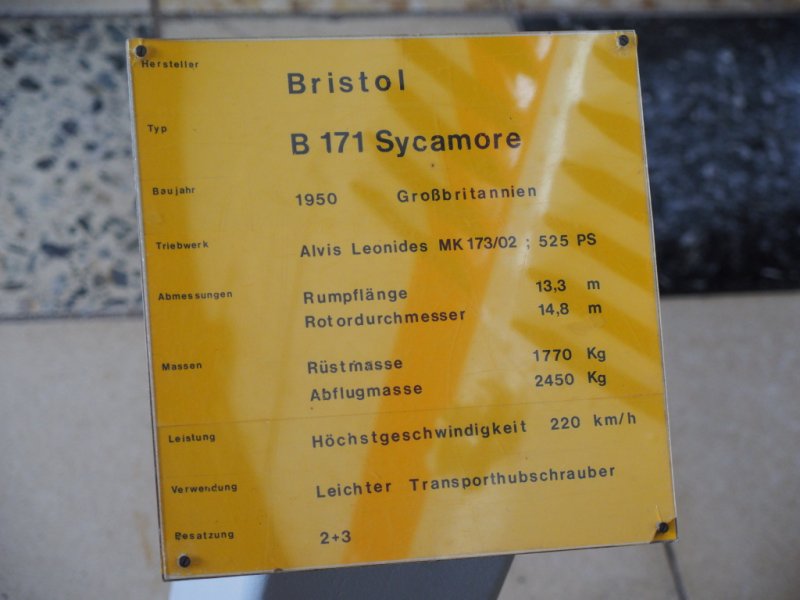 Hersteller Bristol
Typ B 171 Sycamore
Baujahr 1950 Großbritannien
Triebwerk Alvis Leonides MK 173/02 ; 525 PS
Abmessungen Rumpflänge 13,3 m
Rotordurchmesser 14,8 m
Massen Rüstmasse 1770 Kg
Abflugmasse 2450 Kg
Leistung Höchstgeschwindigkeit 220 km/h
Verwendung Leichter Transporthubschrauber
Besatzung 2+3